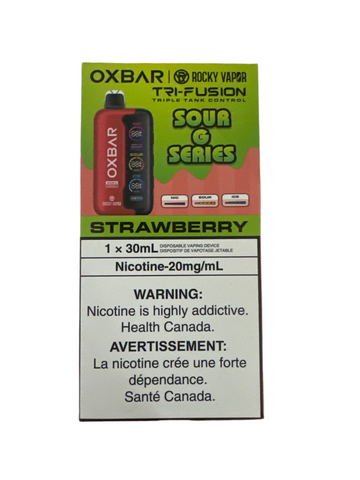 OXBAR | ROCKY VAPOR
TRI-FUSION
TRIPLE TANK CONTROL
SOUR
G
SERIES
OXBAR
STRAWBERRY
1 × 30mL DISPOSABLE VAPING DEVICE
DISPOSITIF DE VAPOTAGE JETABLE
Nicotine-20mg/mL
WARNING:
Nicotine is highly addictive.
Health Canada.
AVERTISSEMENT:
La nicotine crée une forte
dépendance.
Santé Canada.